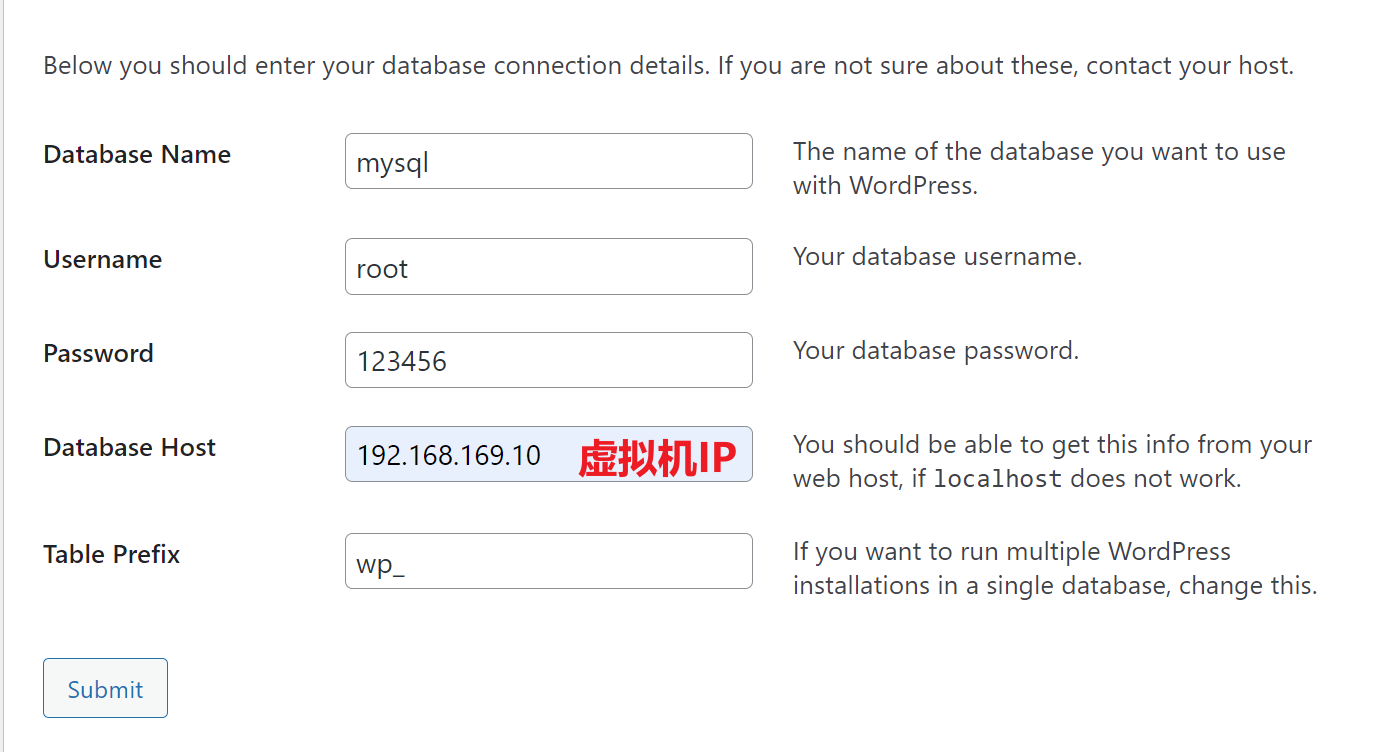 Below you should enter your database connection details. If you are not sure about these, contact your host.
Database Name
mysql
The name of the database you want to use
with WordPress.
Username
root
Your database username.
Password
123456
Your database password.
Database Host
192.168.169.10
虚拟机IP
You should be able to get this info from your
web host, if localhost does not work.
Table Prefix
wp_
If you want to run multiple WordPress
installations in a single database, change this.
Submit